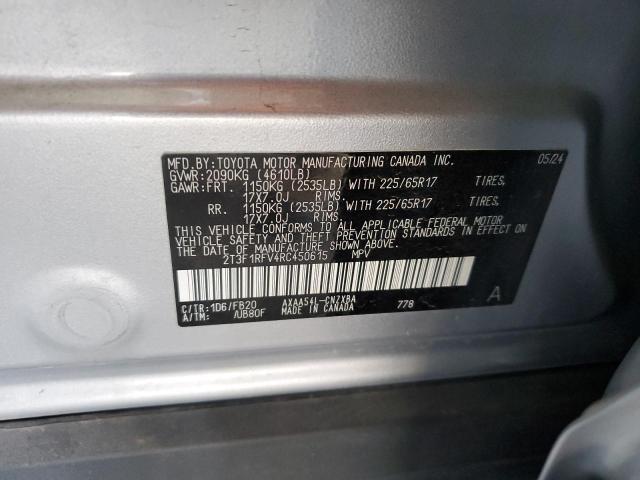 MFD.BY:TOYOTA MOTOR MANUFACTURING CANADA INC. 05/24
GVWR:2090KG (4610LB)
GAWR:FRT. 1150KG (2535LB) WITH 225/65R17 TIRES,
17X7.0J RIMS.
RR. 1150KG (2535LB) WITH 225/65R17 TIRES,
17X7.0J RIMS.
THIS VEHICLE CONFORMS TO ALL APPLICABLE FEDERAL MOTOR
VEHICLE SAFETY STANDARDS IN EFFECT ON
THE DATE OF MANUFACTURE SHOWN ABOVE.
2T3F1RFV4RC450615 MPV
C/TR:1D6/FB20 AXAA54L-CNZXBA 778 A
A/TM: /UB80F MADE IN CANADA